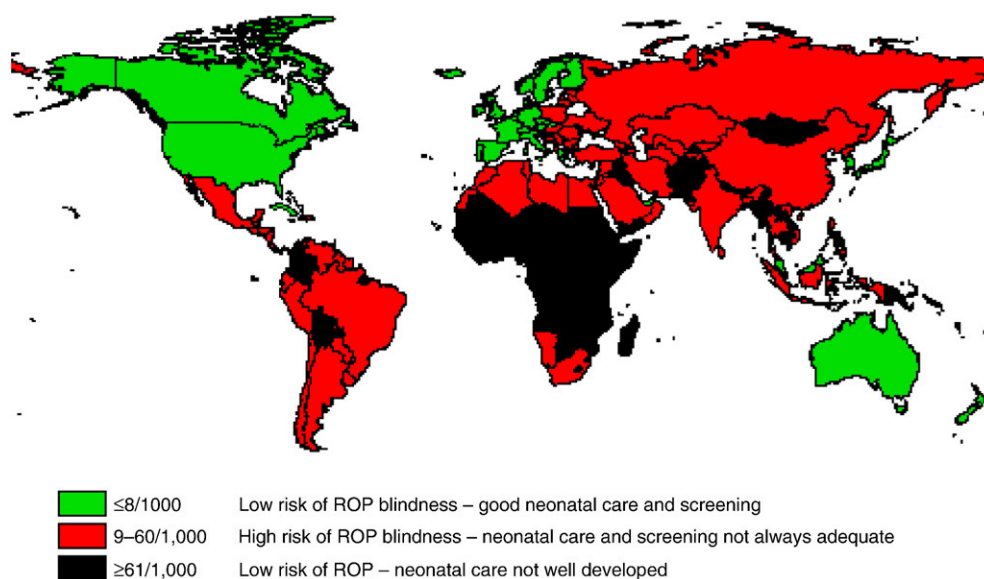 ≤8/1000 Low risk of ROP blindness – good neonatal care and screening
9–60/1,000 High risk of ROP blindness – neonatal care and screening not always adequate
≥61/1,000 Low risk of ROP – neonatal care not well developed